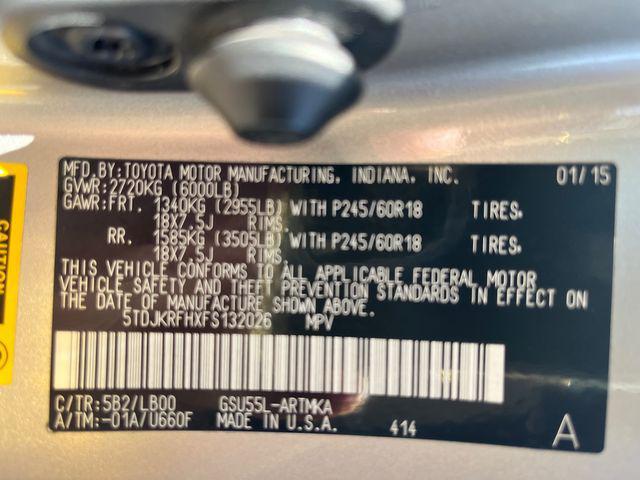 MFD.BY:TOYOTA MOTOR MANUFACTURING, INDIANA, INC. 01/15
GVWR:2720KG (6000LB)
GAWR:FRT. 1340KG (2955LB) WITH P245/60R18 TIRES.
18X7.5J RIMS.
RR. 1585KG (3505LB) WITH P245/60R18 TIRES.
18X7.5J RIMS.
THIS VEHICLE CONFORMS TO ALL APPLICABLE FEDERAL MOTOR
VEHICLE SAFETY AND THEFT PREVENTION STANDARDS IN EFFECT ON
THE DATE OF MANUFACTURE SHOWN ABOVE.
5TDJKRFHXFS132026 MPV
C/TR:5B2/LB00 GSU55L-ARTMKA
A/TM:-01A/U660F MADE IN U.S.A. 414 A
CAUTION